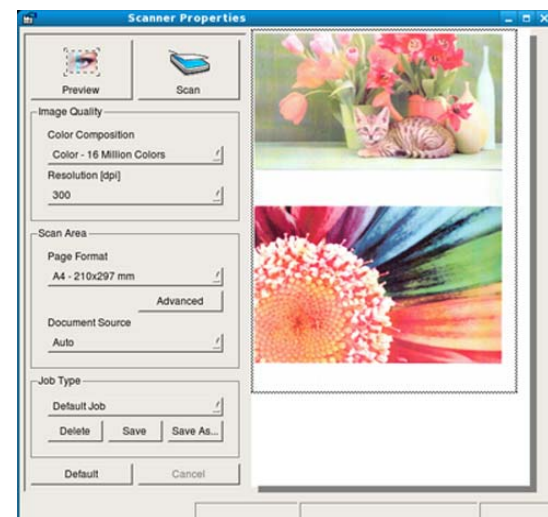 Scanner Properties
Preview
Scan
Image Quality
Color Composition
Color - 16 Million Colors
Resolution [dpi]
300
Scan Area
Page Format
A4 - 210x297 mm
Advanced
Document Source
Auto
Job Type
Default Job
Delete Save Save As...
Default Cancel